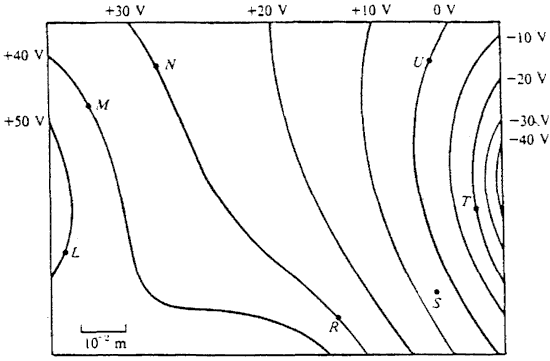 +30 V +20 V +10 V 0 V
-10 V
+40 V
-20 V
+50 V
-30 V
-40 V
N
U
M
T
L
S
R
10⁻² m